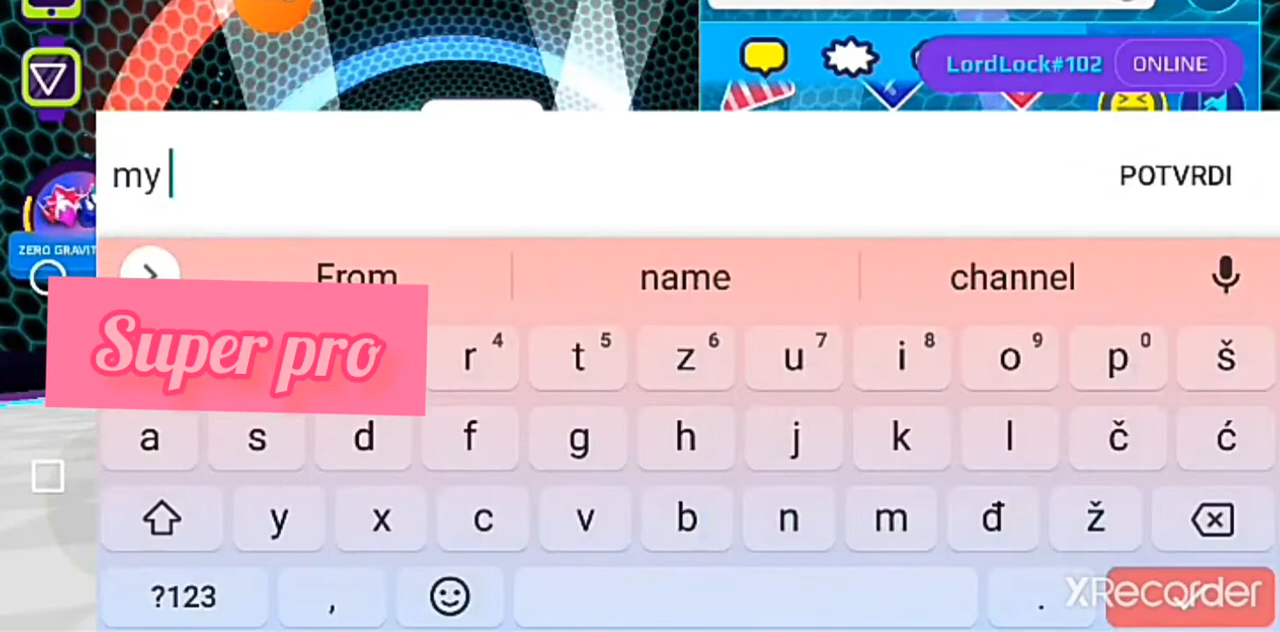 LordLock#102 ONLINE
my
POTVRDI
ZERO GRAVIT
From name channel
Super pro
r 4 t 5 z 6 u 7 i 8 o 9 p 0 š
a s d f g h j k l č ć
y x c v b n m đ ž
?123 , .
XRecorder